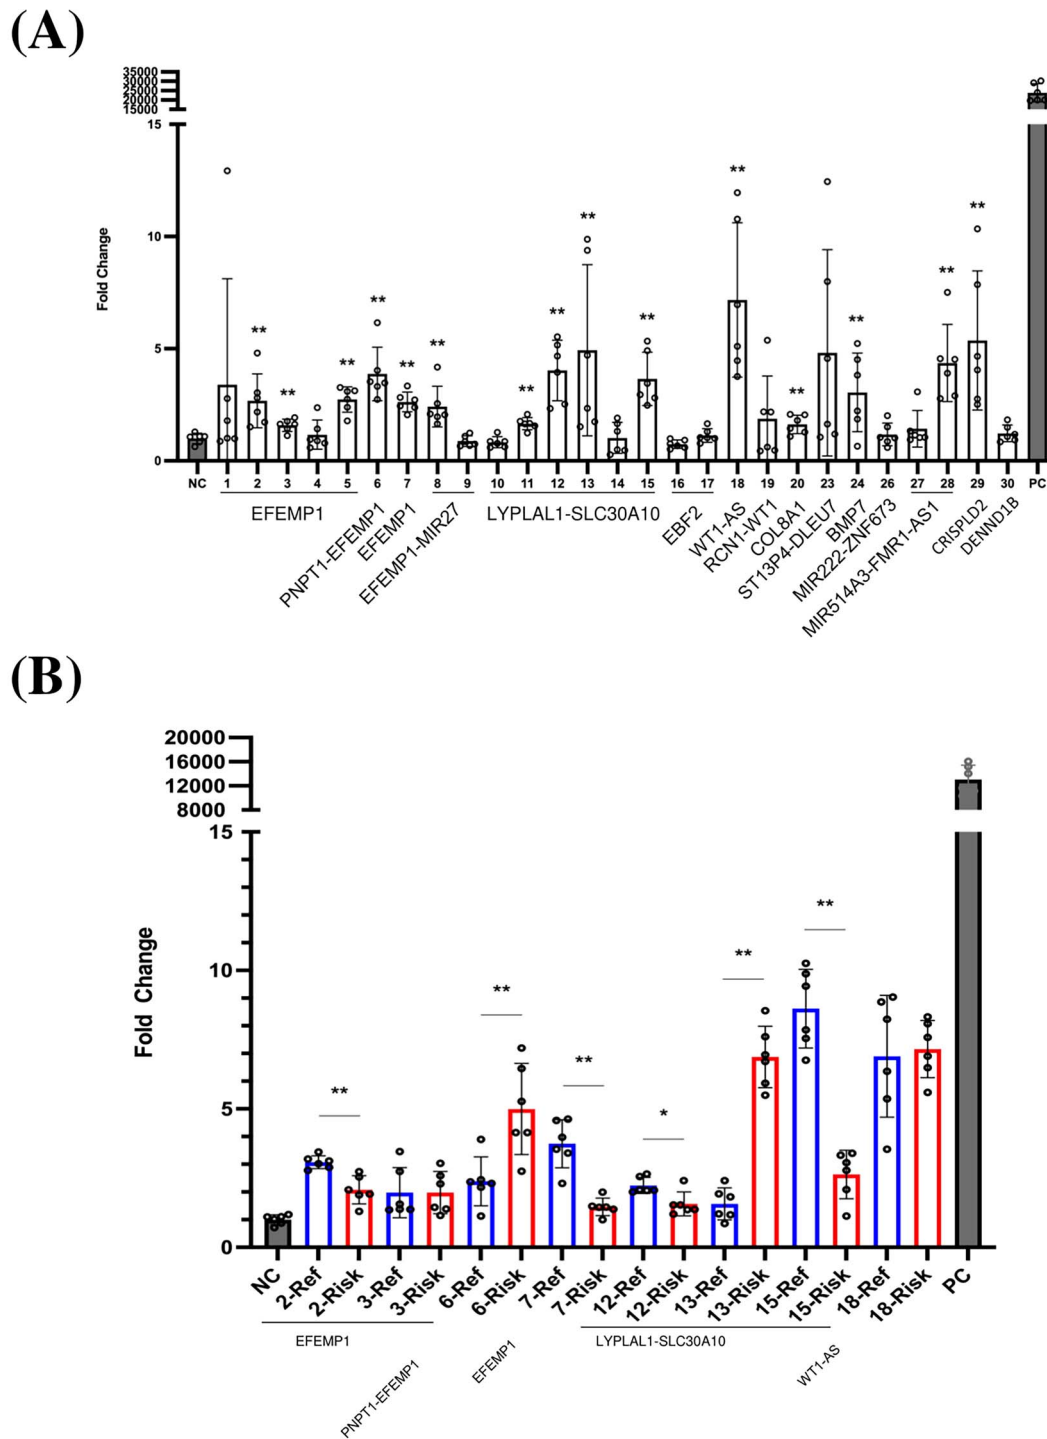 (A)
35000
30000
25000
20000
15000
15
10
5
0
Fold Change
** ** ** ** ** ** ** ** ** ** ** ** ** ** ** **
NC 1 2 3 4 5 6 7 8 9 10 11 12 13 14 15 16 17 18 19 20 23 24 26 27 28 29 30 PC
EFEMP1
PNPT1-EFEMP1
EFEMP1
EFEMP1-MIR27
LYPLAL1-SLC30A10
EBF2
WT1-AS
RCN1-WT1
COL8A1
ST13P4-DLEU7
BMP7
MIR222-ZNF673
MIR514A3-FMR1-AS1
CRISPLD2
DENND1B
(B)
20000
16000
12000
8000
15
10
5
0
Fold Change
** ** ** * ** **
NC 2-Ref 2-Risk 3-Ref 3-Risk 6-Ref 6-Risk 7-Ref 7-Risk 12-Ref 12-Risk 13-Ref 13-Risk 15-Ref 15-Risk 18-Ref 18-Risk PC
EFEMP1
PNPT1-EFEMP1
EFEMP1
LYPLAL1-SLC30A10
WT1-AS